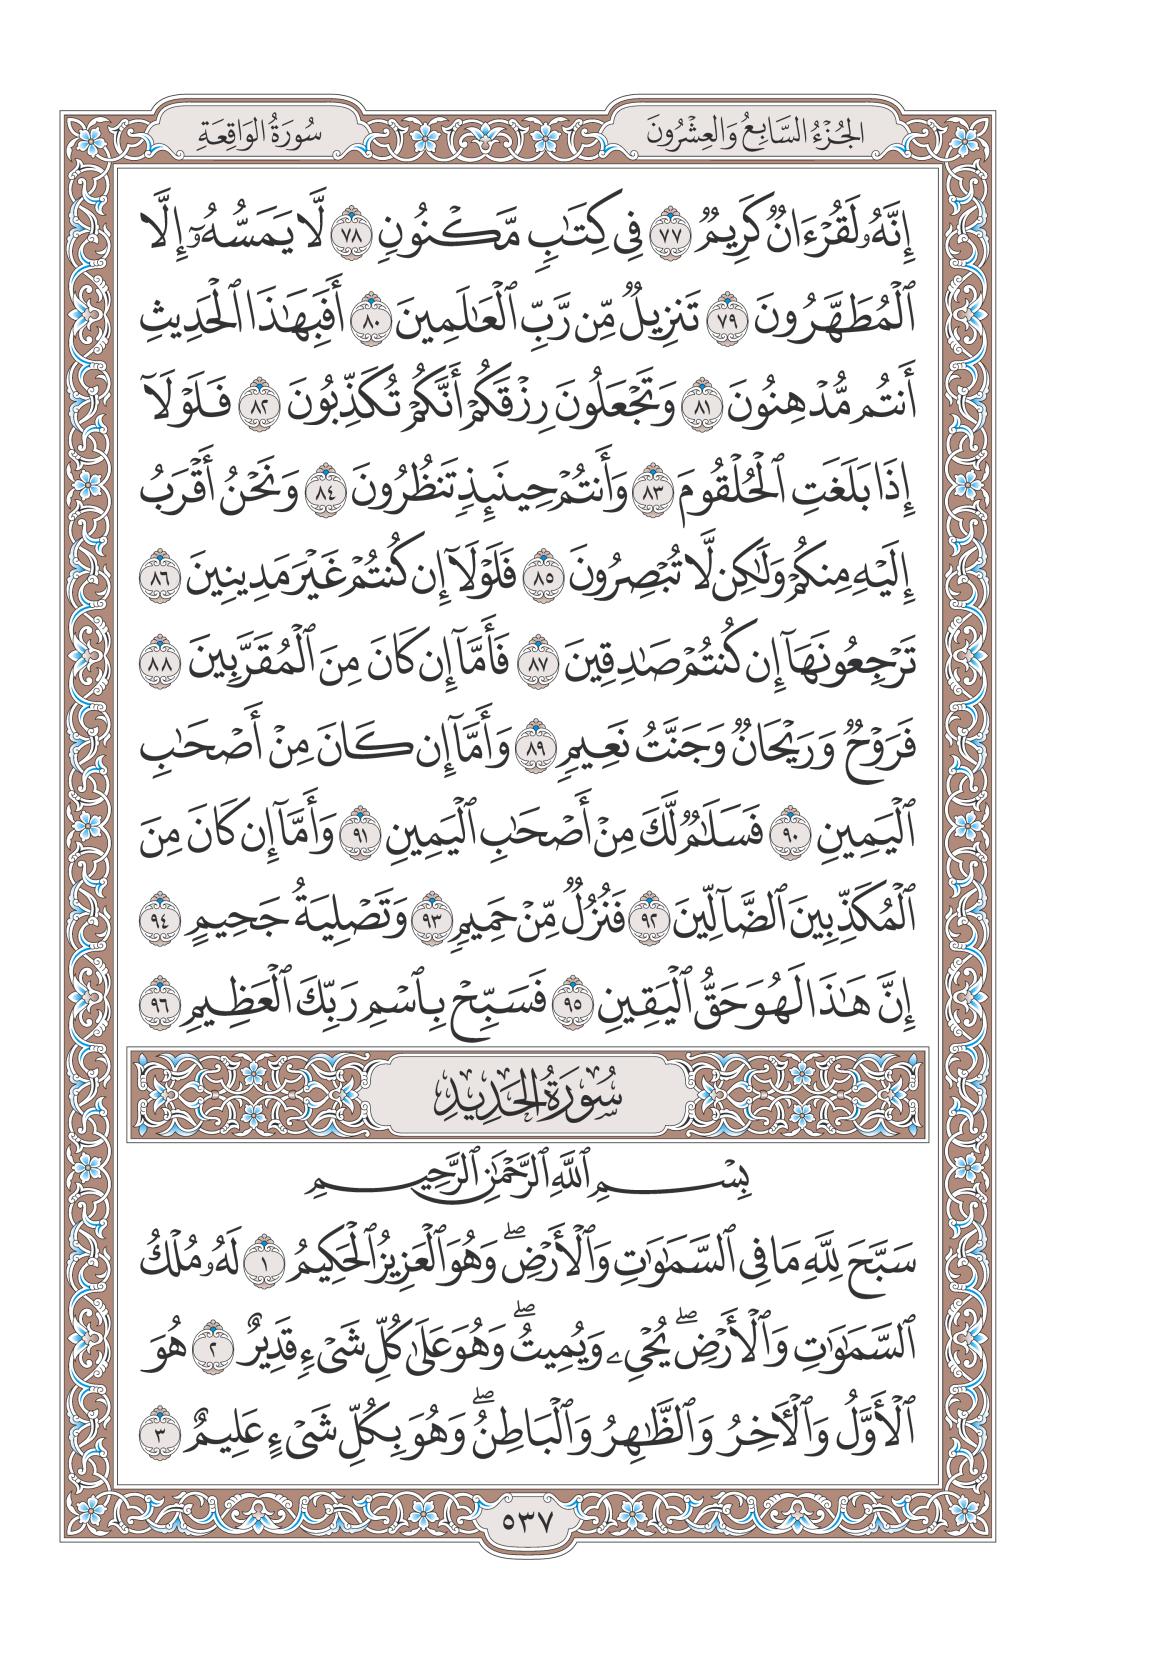 الجُزْءُ السَّابِعُ وَالعِشْرُونَ
سُورَةُ الوَاقِعَةِ
إِنَّهُۥ لَقُرْءَانٌ كَرِيمٌ ٧٧ فِى كِتَـٰبٍ مَّكْنُونٍ ٧٨ لَّا يَمَسُّهُۥٓ إِلَّا
ٱلْمُطَهَّرُونَ ٧٩ تَنزِيلٌ مِّن رَّبِّ ٱلْعَـٰلَمِينَ ٨٠ أَفَبِهَـٰذَا ٱلْحَدِيثِ
أَنتُم مُّدْهِنُونَ ٨١ وَتَجْعَلُونَ رِزْقَكُمْ أَنَّكُمْ تُكَذِّبُونَ ٨٢ فَلَوْلَآ
إِذَا بَلَغَتِ ٱلْحُلْقُومَ ٨٣ وَأَنتُمْ حِينَئِذٍ تَنظُرُونَ ٨٤ وَنَحْنُ أَقْرَبُ
إِلَيْهِ مِنكُمْ وَلَـٰكِن لَّا تُبْصِرُونَ ٨٥ فَلَوْلَآ إِن كُنتُمْ غَيْرَ مَدِينِينَ ٨٦
تَرْجِعُونَهَآ إِن كُنتُمْ صَـٰدِقِينَ ٨٧ فَأَمَّآ إِن كَانَ مِنَ ٱلْمُقَرَّبِينَ ٨٨
فَرَوْحٌ وَرَيْحَانٌ وَجَنَّتُ نَعِيمٍ ٨٩ وَأَمَّآ إِن كَانَ مِنْ أَصْحَـٰبِ
ٱلْيَمِينِ ٩٠ فَسَلَـٰمٌ لَّكَ مِنْ أَصْحَـٰبِ ٱلْيَمِينِ ٩١ وَأَمَّآ إِن كَانَ مِنَ
ٱلْمُكَذِّبِينَ ٱلضَّآلِّينَ ٩٢ فَنُزُلٌ مِّنْ حَمِيمٍ ٩٣ وَتَصْلِيَةُ جَحِيمٍ ٩٤
إِنَّ هَـٰذَا لَهُوَ حَقُّ ٱلْيَقِينِ ٩٥ فَسَبِّحْ بِٱسْمِ رَبِّكَ ٱلْعَظِيمِ ٩٦
سُورَةُ الحَدِيدِ
بِسْمِ ٱللَّهِ ٱلرَّحْمَـٰنِ ٱلرَّحِيمِ
سَبَّحَ لِلَّهِ مَا فِى ٱلسَّمَـٰوَٰتِ وَٱلْأَرْضِ ۖ وَهُوَ ٱلْعَزِيزُ ٱلْحَكِيمُ ١ لَهُۥ مُلْكُ
ٱلسَّمَـٰوَٰتِ وَٱلْأَرْضِ ۖ يُحْىِۦ وَيُمِيتُ ۖ وَهُوَ عَلَىٰ كُلِّ شَىْءٍ قَدِيرٌ ٢ هُوَ
ٱلْأَوَّلُ وَٱلْـَٔاخِرُ وَٱلظَّـٰهِرُ وَٱلْبَاطِنُ ۖ وَهُوَ بِكُلِّ شَىْءٍ عَلِيمٌ ٣
٥٣٧